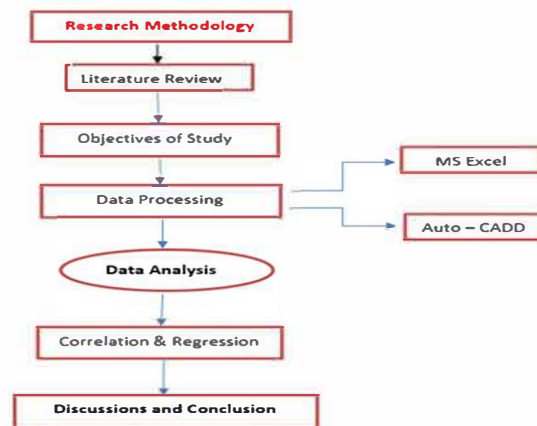 Research Methodology
Literature Review
Objectives of Study
MS Excel
Data Processing
Auto – CADD
Data Analysis
Correlation & Regression
Discussions and Conclusion